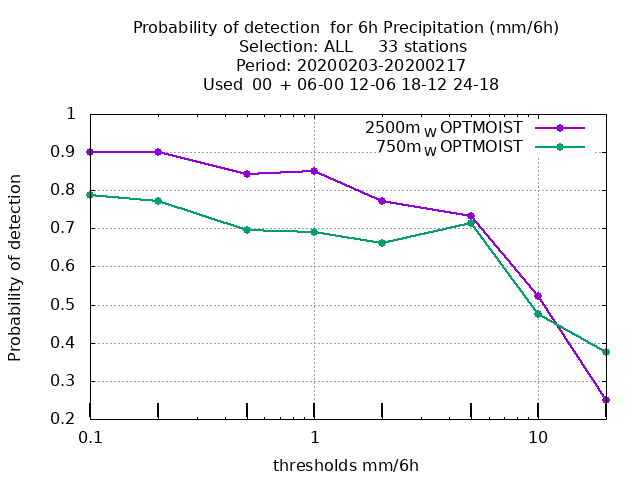 Probability of detection  for 6h Precipitation (mm/6h)
Selection: ALL     33 stations
Period: 20200203-20200217
Used  00  + 06-00 12-06 18-12 24-18
2500m W OPTMOIST
750m W OPTMOIST
1
0.9
0.8
0.7
0.6
0.5
0.4
0.3
0.2
Probability of detection
0.1 1 10
thresholds mm/6h